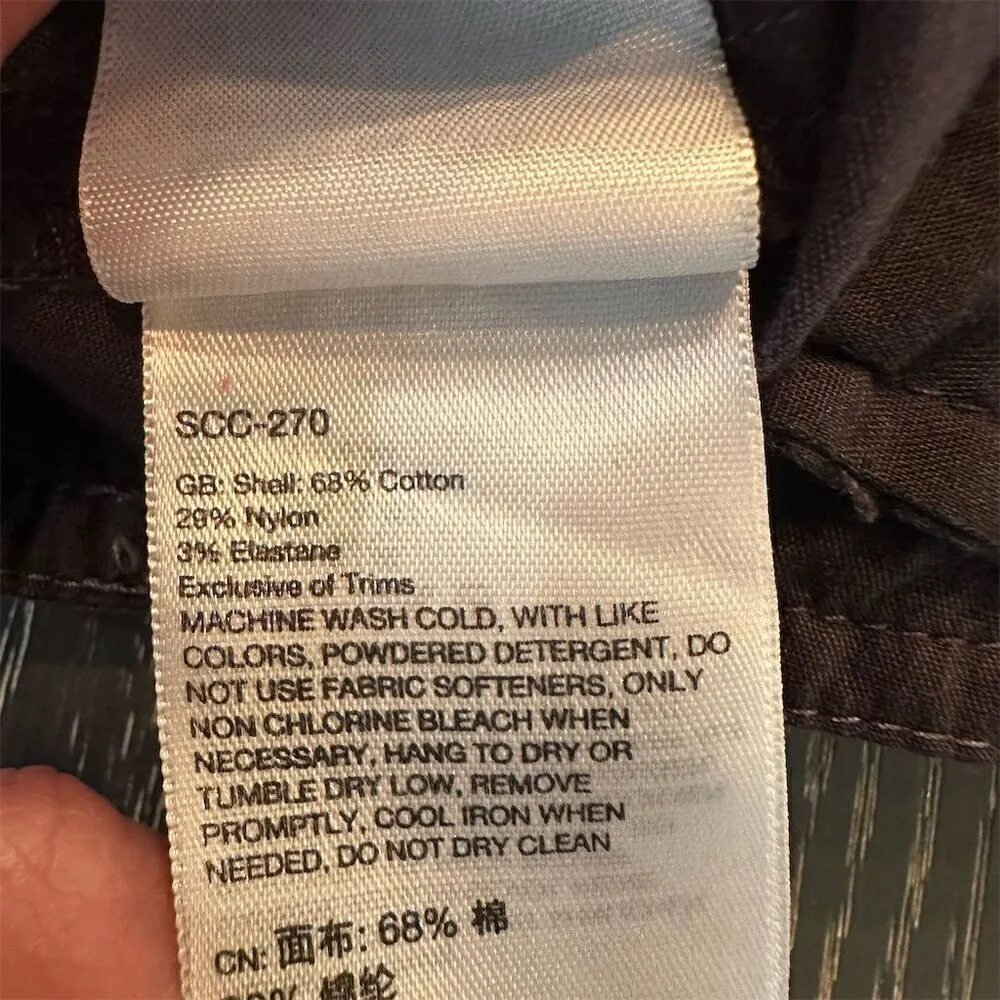 SCC-270
GB: Shell: 68% Cotton
29% Nylon
3% Elastane
Exclusive of Trims
MACHINE WASH COLD, WITH LIKE
COLORS, POWDERED DETERGENT, DO
NOT USE FABRIC SOFTENERS, ONLY
NON CHLORINE BLEACH WHEN
NECESSARY, HANG TO DRY OR
TUMBLE DRY LOW, REMOVE
PROMPTLY, COOL IRON WHEN
NEEDED, DO NOT DRY CLEAN
CN: 面布: 68% 棉